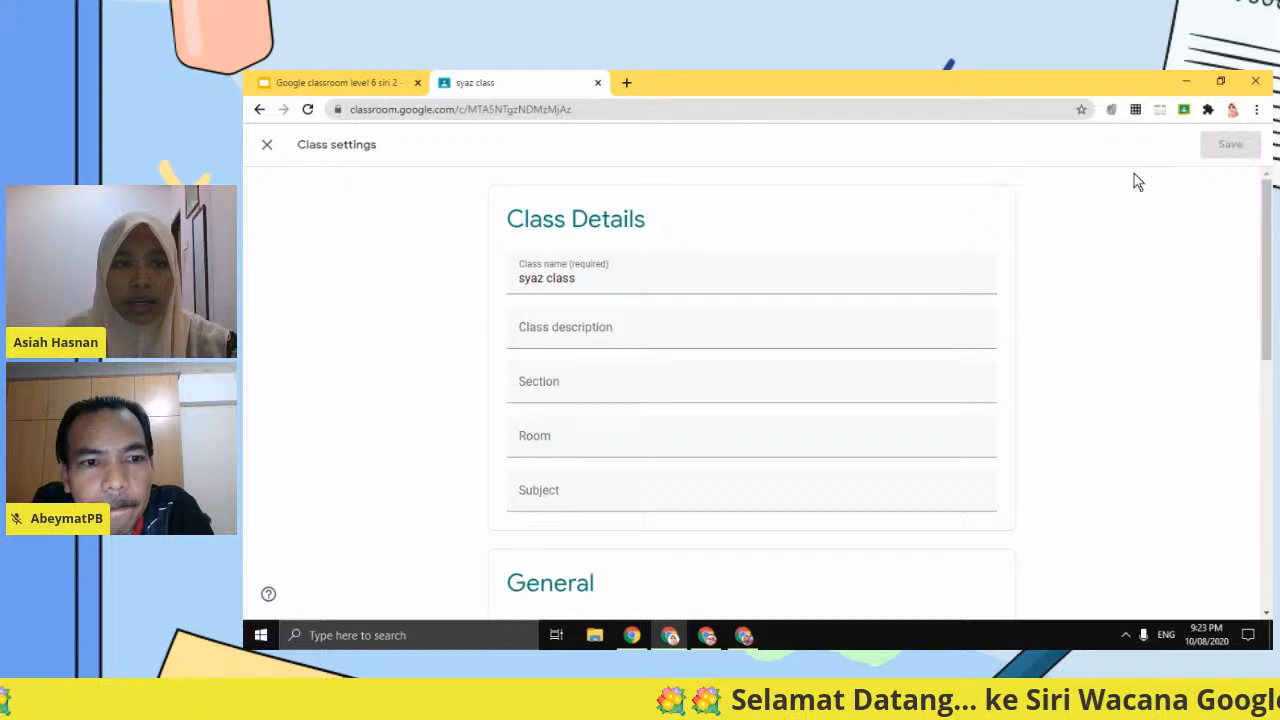 Google classroom level 6 siri 2 -
syaz class
classroom.google.com/c/MTA5NTgzNDMzMjAz
Class settings
Save
Class Details
Class name (required)
syaz class
Class description
Section
Room
Subject
General
Asiah Hasnan
AbeymatPB
Type here to search
ENG
9:23 PM
10/08/2020
Selamat Datang... ke Siri Wacana Google